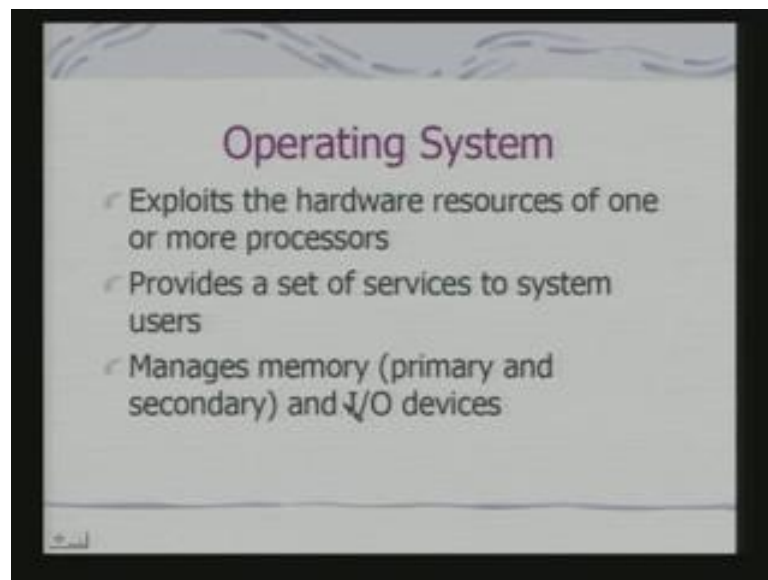 Operating System
Exploits the hardware resources of one
or more processors
Provides a set of services to system
users
Manages memory (primary and
secondary) and I/O devices